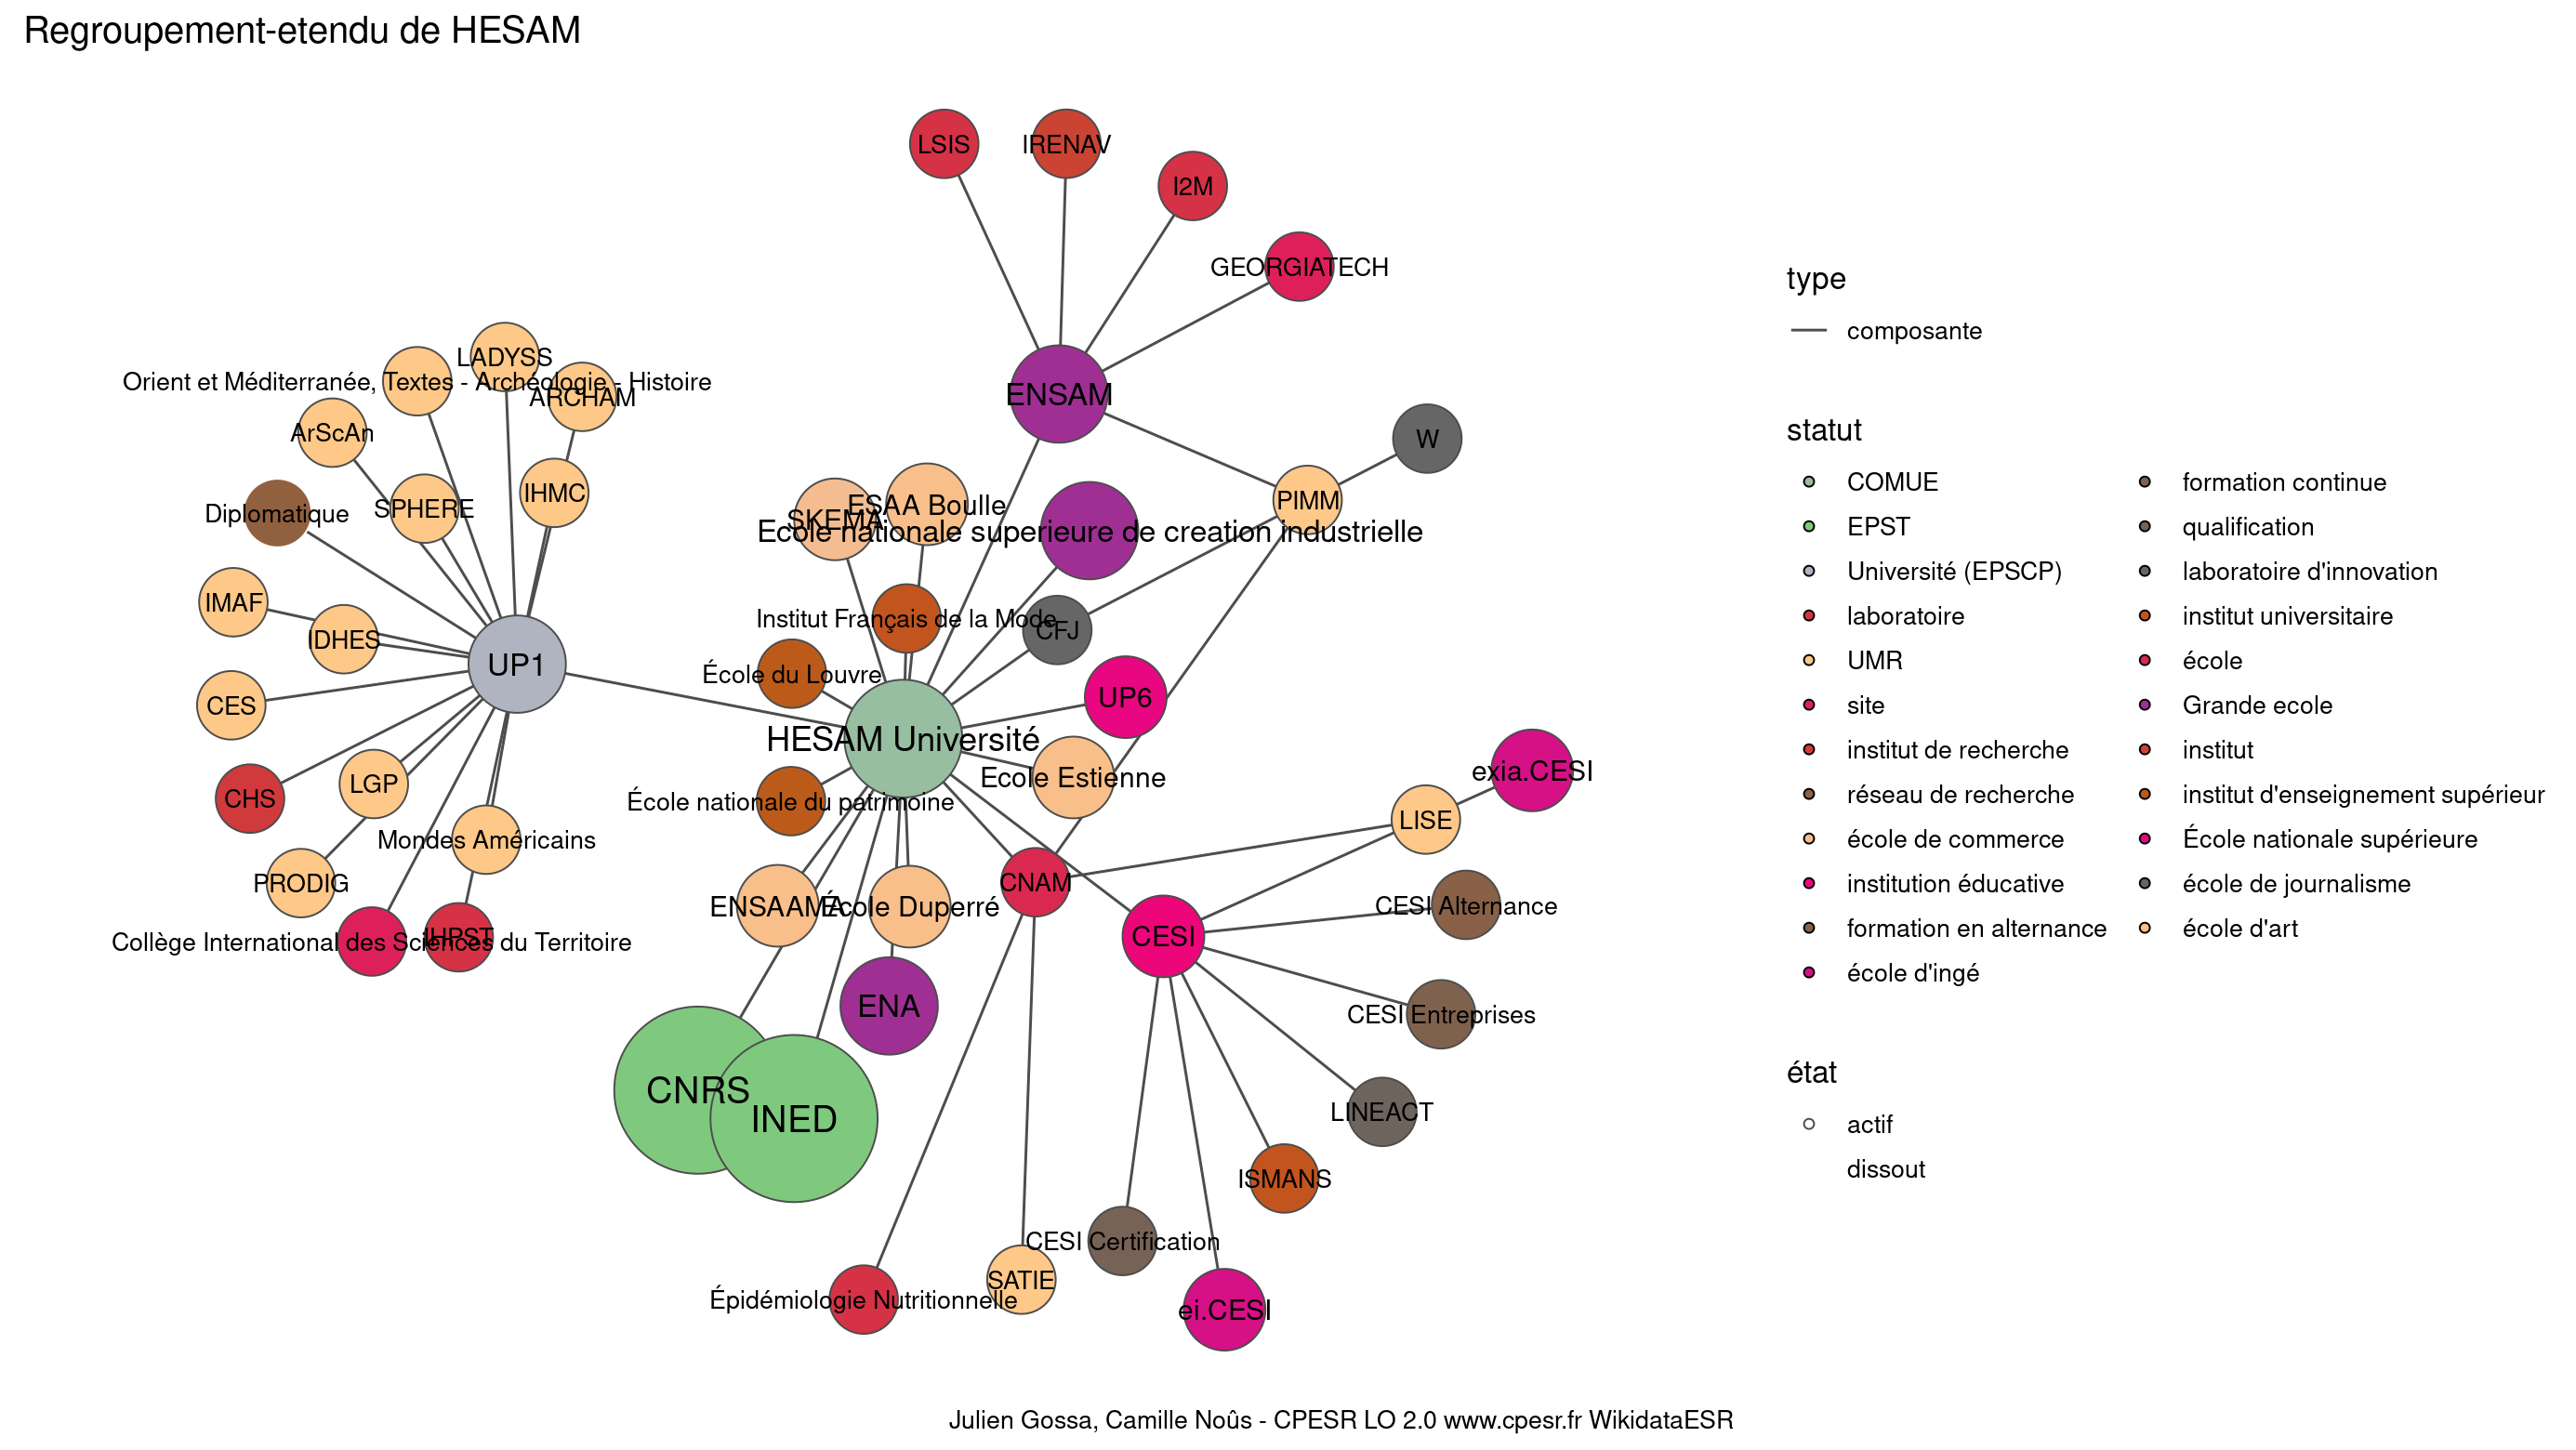 Regroupement-etendu de HESAM
LSIS
IRENAV
I2M
GEORGIATECH
LADYSS
Orient et Méditerranée, Textes - Archéologie - Histoire
ARCHAM
ENSAM
ArScAn
W
IHMC
PIMM
SPHERE
Diplomatique
ESAA Boulle
SKEMA
Ecole nationale superieure de creation industrielle
IMAF
Institut Français de la Mode
CFJ
IDHES
UP1
École du Louvre
UP6
CES
HESAM Université
exia.CESI
Ecole Estienne
LGP
CHS
École nationale du patrimoine
LISE
Mondes Américains
PRODIG
CNAM
ENSAAMA
École Duperré
CESI Alternance
CESI
Collège International des Sciences du Territoire
IHPST
ENA
CESI Entreprises
CNRS
INED
LINEACT
ISMANS
CESI Certification
SATIE
Épidémiologie Nutritionnelle
ei.CESI
type
composante
statut
COMUE
EPST
Université (EPSCP)
laboratoire
UMR
site
institut de recherche
réseau de recherche
école de commerce
institution éducative
formation en alternance
école d'ingé
formation continue
qualification
laboratoire d'innovation
institut universitaire
école
Grande ecole
institut
institut d'enseignement supérieur
École nationale supérieure
école de journalisme
école d'art
état
actif
dissout
Julien Gossa, Camille Noûs - CPESR LO 2.0 www.cpesr.fr WikidataESR